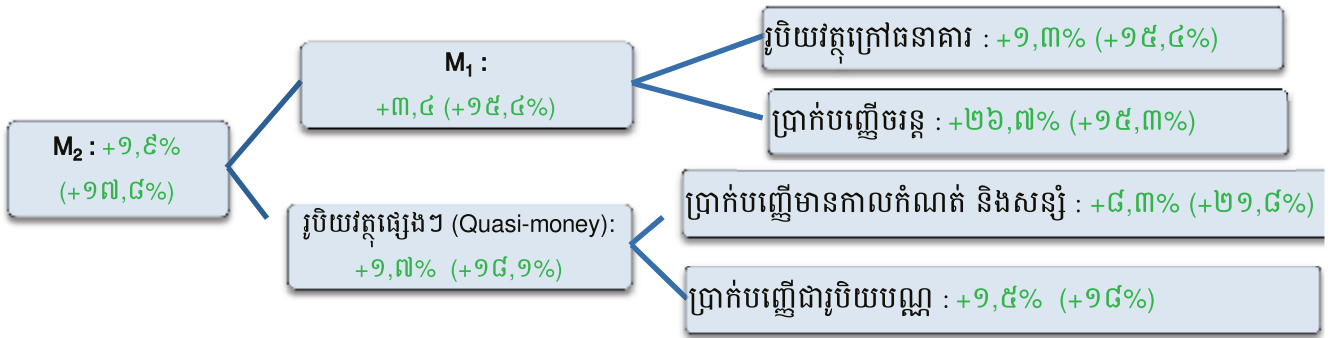 M₂ : +១,៩%
(+១៧,៨%)
M₁ :
+៣,៤ (+១៥,៤%)
រូបិយវត្ថុផ្សេងៗ (Quasi-money):
+១,៧% (+១៨,១%)
រូបិយវត្ថុក្រៅធនាគារ : +១,៣% (+១៥,៤%)
ប្រាក់បញ្ញើចរន្ត : +២៦,៧% (+១៥,៣%)
ប្រាក់បញ្ញើមានកាលកំណត់ និងសន្សំ : +៨,៣% (+២១,៨%)
ប្រាក់បញ្ញើជារូបិយបណ្ណ : +១,៥% (+១៨%)